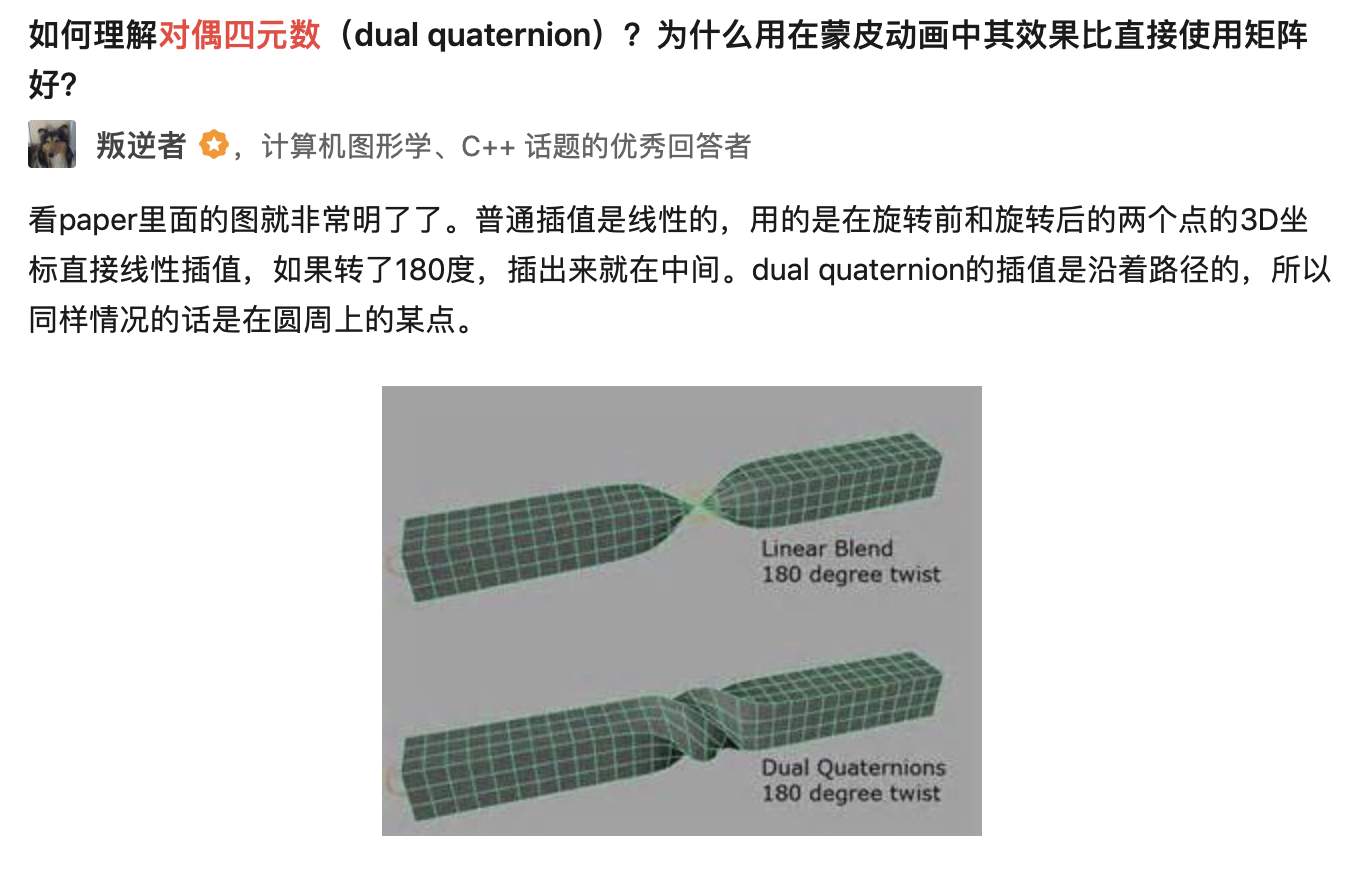 如何理解对偶四元数（dual quaternion）？为什么用在蒙皮动画中其效果比直接使用矩阵
好？
叛逆者，计算机图形学、C++ 话题的优秀回答者
看paper里面的图就非常明了了。普通插值是线性的，用的是在旋转前和旋转后的两个点的3D坐
标直接线性插值，如果转了180度，插出来就在中间。dual quaternion的插值是沿着路径的，所以
同样情况的话是在圆周上的某点。
Linear Blend
180 degree twist
Dual Quaternions
180 degree twist